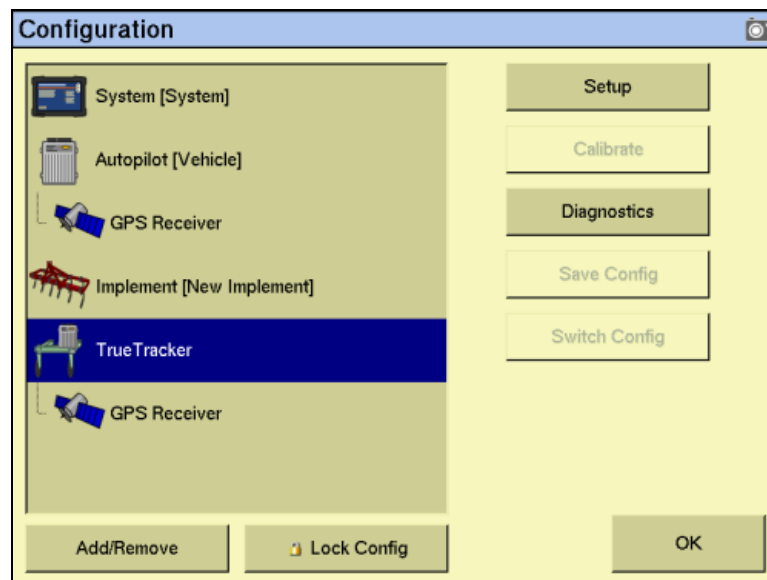 Configuration
System [System]
Autopilot [Vehicle]
GPS Receiver
Implement [New Implement]
TrueTracker
GPS Receiver
Setup
Calibrate
Diagnostics
Save Config
Switch Config
Add/Remove
Lock Config
OK